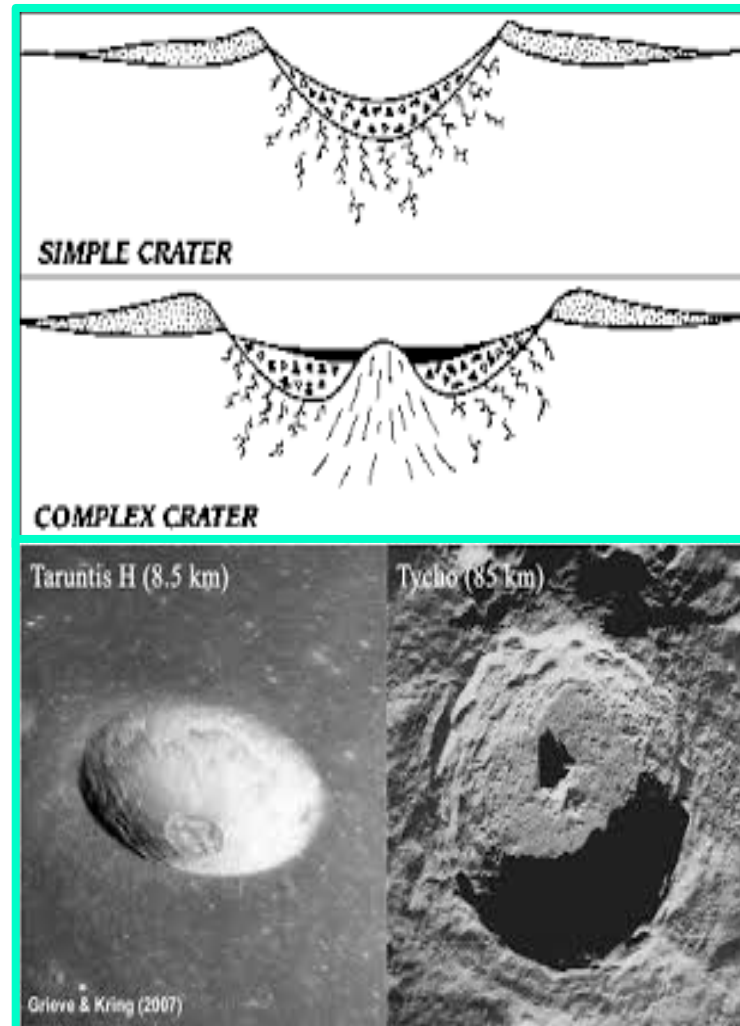 SIMPLE CRATER
COMPLEX CRATER
Taruntis H (8.5 km)
Tycho (85 km)
Grieve & Kring (2007)